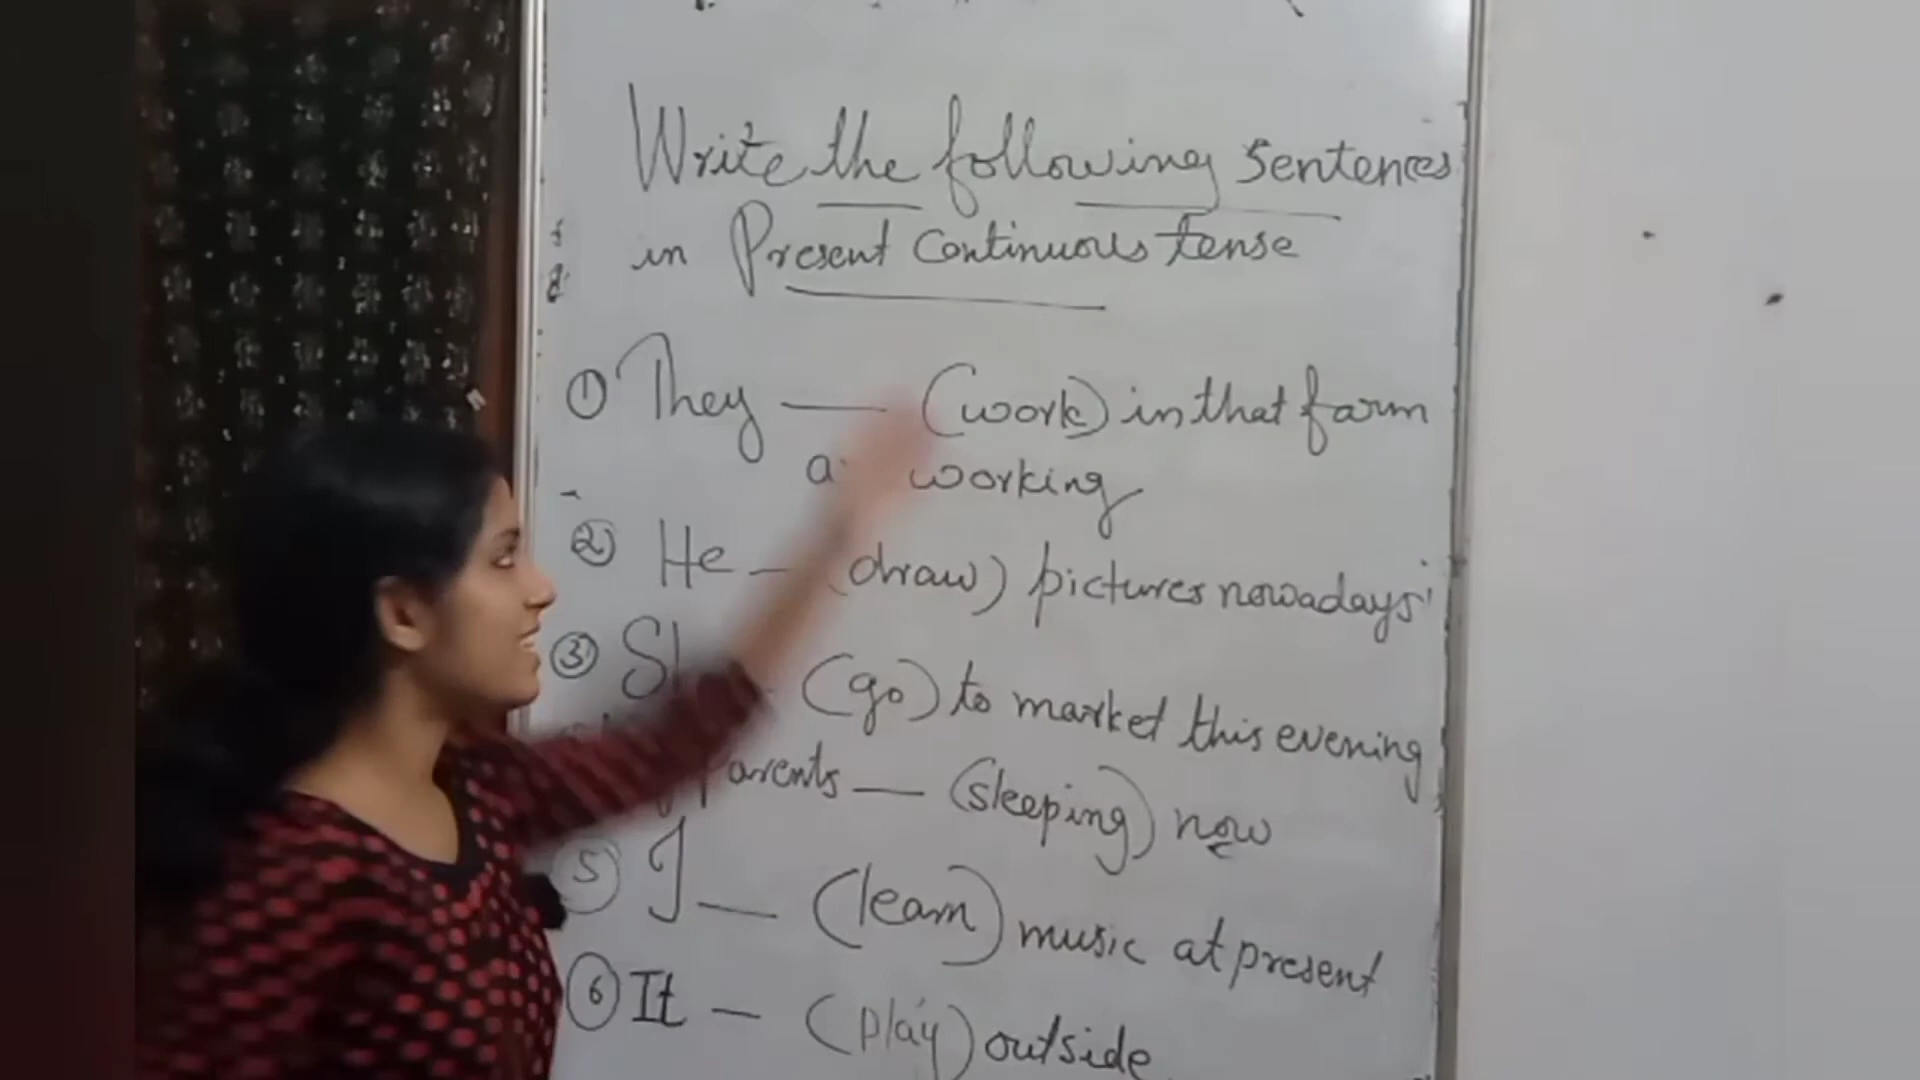 Write the following sentences
in Present Continuous tense
① They — (work) in that farm
working
② He — (draw) pictures nowadays
③ — (go) to market this evening
parents — (sleeping) now
⑤ I — (learn) music at present
⑥ It — (play) outside